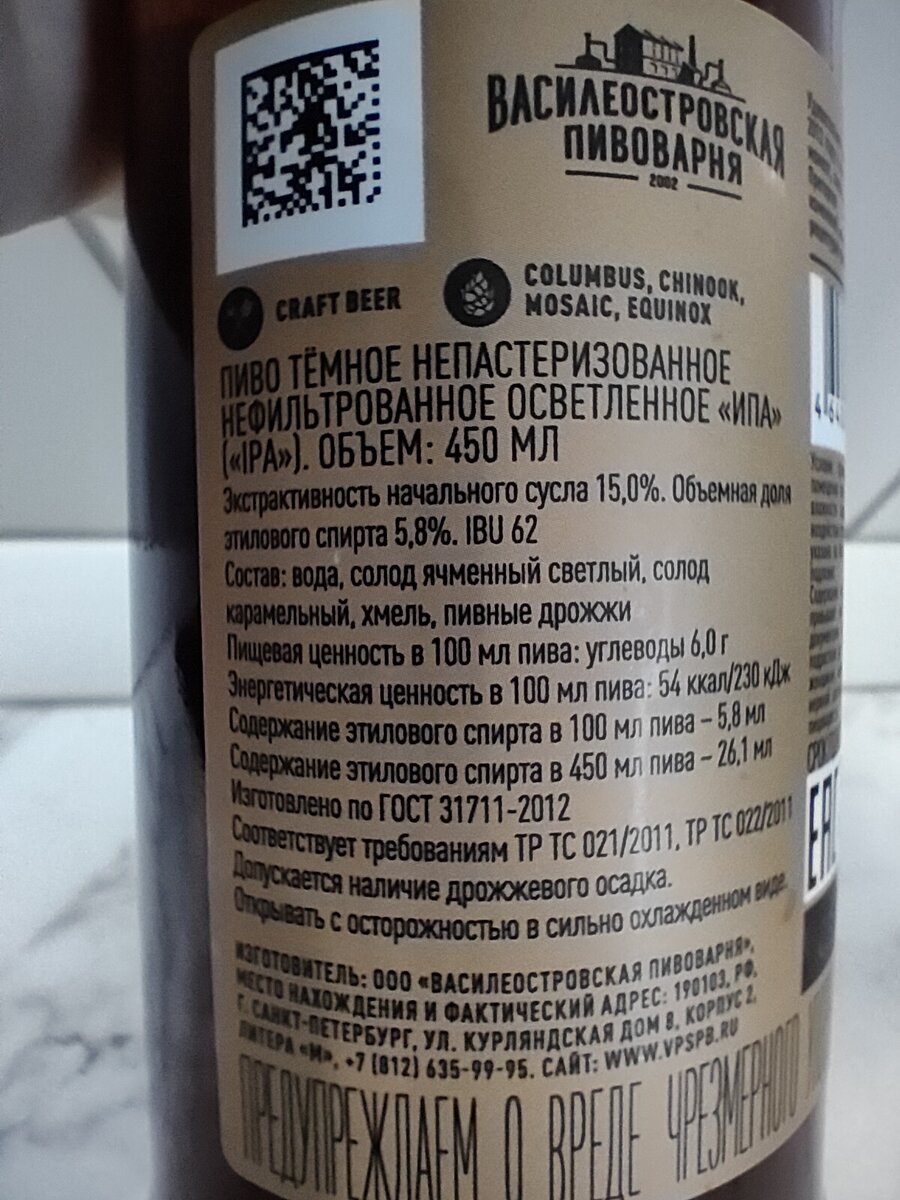 ВАСИЛЕОСТРОВСКАЯ
ПИВОВАРНЯ
2002
CRAFT BEER
COLUMBUS, CHINOOK,
MOSAIC, EQUINOX
ПИВО ТЁМНОЕ НЕПАСТЕРИЗОВАННОЕ
НЕФИЛЬТРОВАННОЕ ОСВЕТЛЕННОЕ «ИПА»
(«IPA»). ОБЪЕМ: 450 МЛ
Экстрактивность начального сусла 15,0%. Объемная доля
этилового спирта 5,8%. IBU 62
Состав: вода, солод ячменный светлый, солод
карамельный, хмель, пивные дрожжи
Пищевая ценность в 100 мл пива: углеводы 6,0 г
Энергетическая ценность в 100 мл пива: 54 ккал/230 кДж
Содержание этилового спирта в 100 мл пива – 5,8 мл
Содержание этилового спирта в 450 мл пива – 26,1 мл
Изготовлено по ГОСТ 31711-2012
Соответствует требованиям ТР ТС 021/2011, ТР ТС 022/2011
Допускается наличие дрожжевого осадка.
Открывать с осторожностью в сильно охлажденном виде.
ИЗГОТОВИТЕЛЬ: ООО «ВАСИЛЕОСТРОВСКАЯ ПИВОВАРНЯ»,
МЕСТО НАХОЖДЕНИЯ И ФАКТИЧЕСКИЙ АДРЕС: 190103, РФ,
Г. САНКТ-ПЕТЕРБУРГ, УЛ. КУРЛЯНДСКАЯ ДОМ 8, КОРПУС 2,
ЛИТЕРА «М», +7 (812) 635-99-95. САЙТ: WWW.VPSPB.RU
ПРЕДУПРЕЖДАЕМ О ВРЕДЕ ЧРЕЗМЕРНОГО